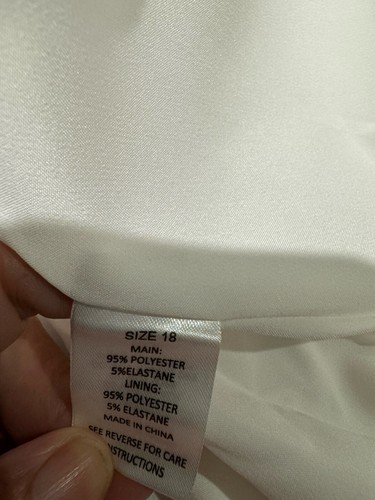 SIZE 18
MAIN:
95% POLYESTER
5%ELASTANE
LINING:
95% POLYESTER
5% ELASTANE
MADE IN CHINA
SEE REVERSE FOR CARE
NSTRUCTIONS